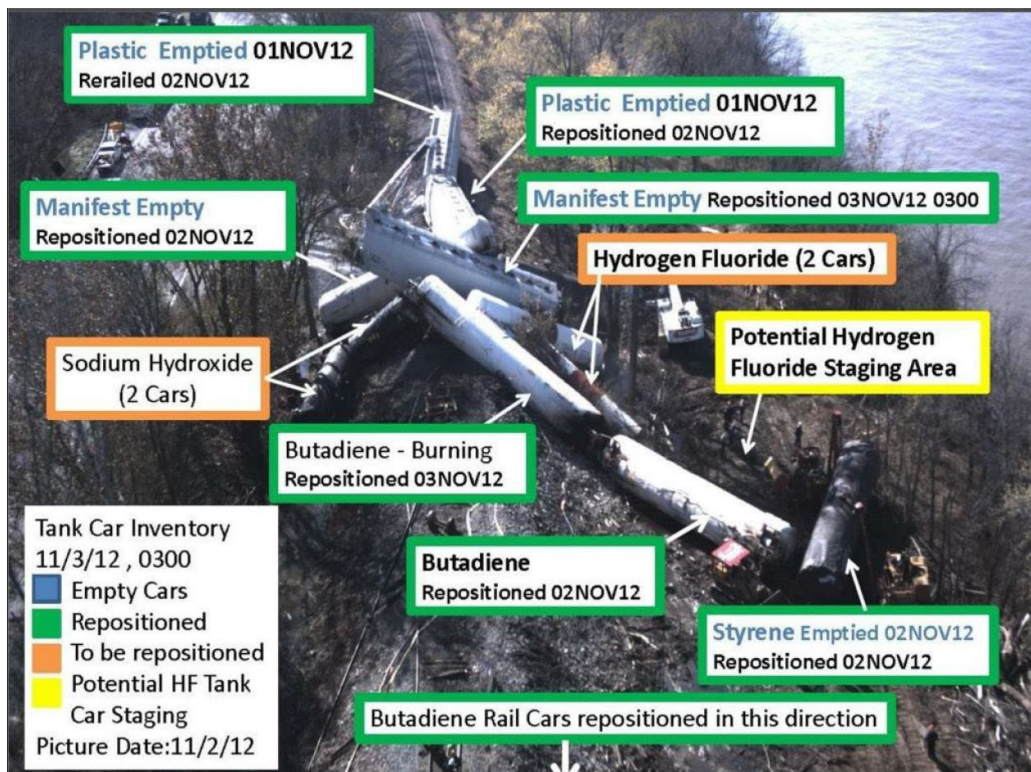 Plastic Emptied 01NOV12
Rerailed 02NOV12
Plastic Emptied 01NOV12
Repositioned 02NOV12
Manifest Empty
Repositioned 02NOV12
Manifest Empty Repositioned 03NOV12 0300
Hydrogen Fluoride (2 Cars)
Sodium Hydroxide
(2 Cars)
Potential Hydrogen
Fluoride Staging Area
Butadiene - Burning
Repositioned 03NOV12
Butadiene
Repositioned 02NOV12
Styrene Emptied 02NOV12
Repositioned 02NOV12
Tank Car Inventory
11/3/12 , 0300
Empty Cars
Repositioned
To be repositioned
Potential HF Tank
Car Staging
Picture Date:11/2/12
Butadiene Rail Cars repositioned in this direction